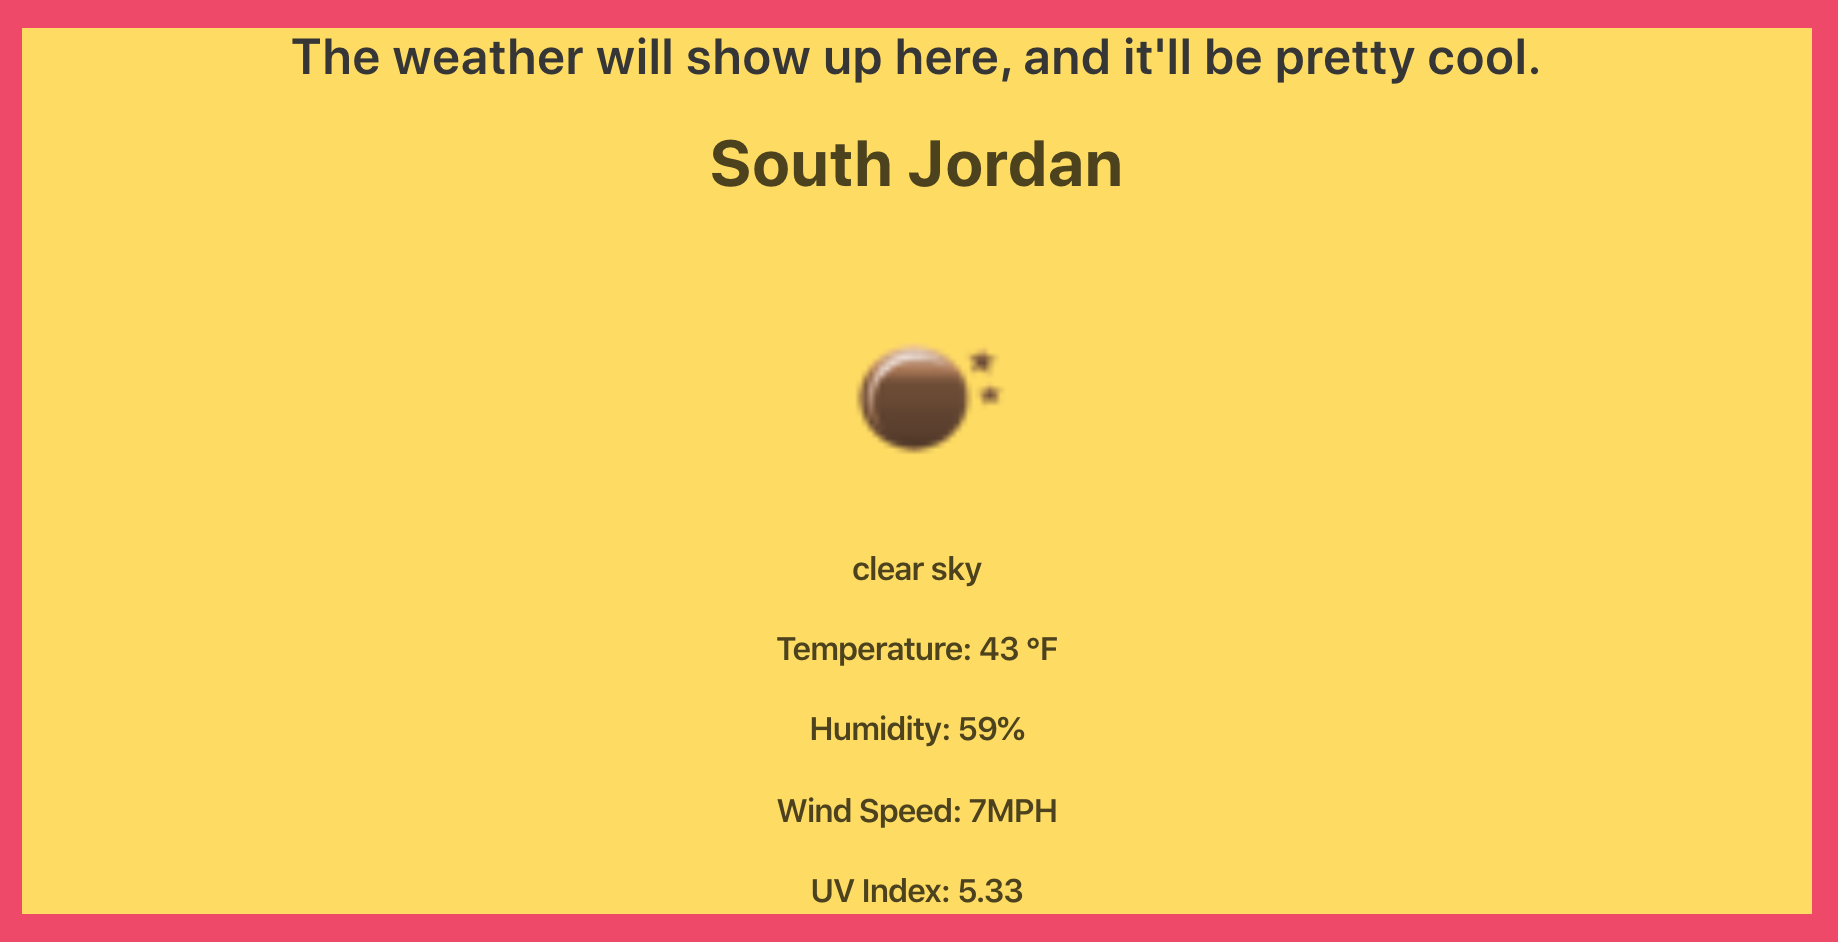 The weather will show up here, and it'll be pretty cool.
South Jordan
clear sky
Temperature: 43 °F
Humidity: 59%
Wind Speed: 7MPH
UV Index: 5.33